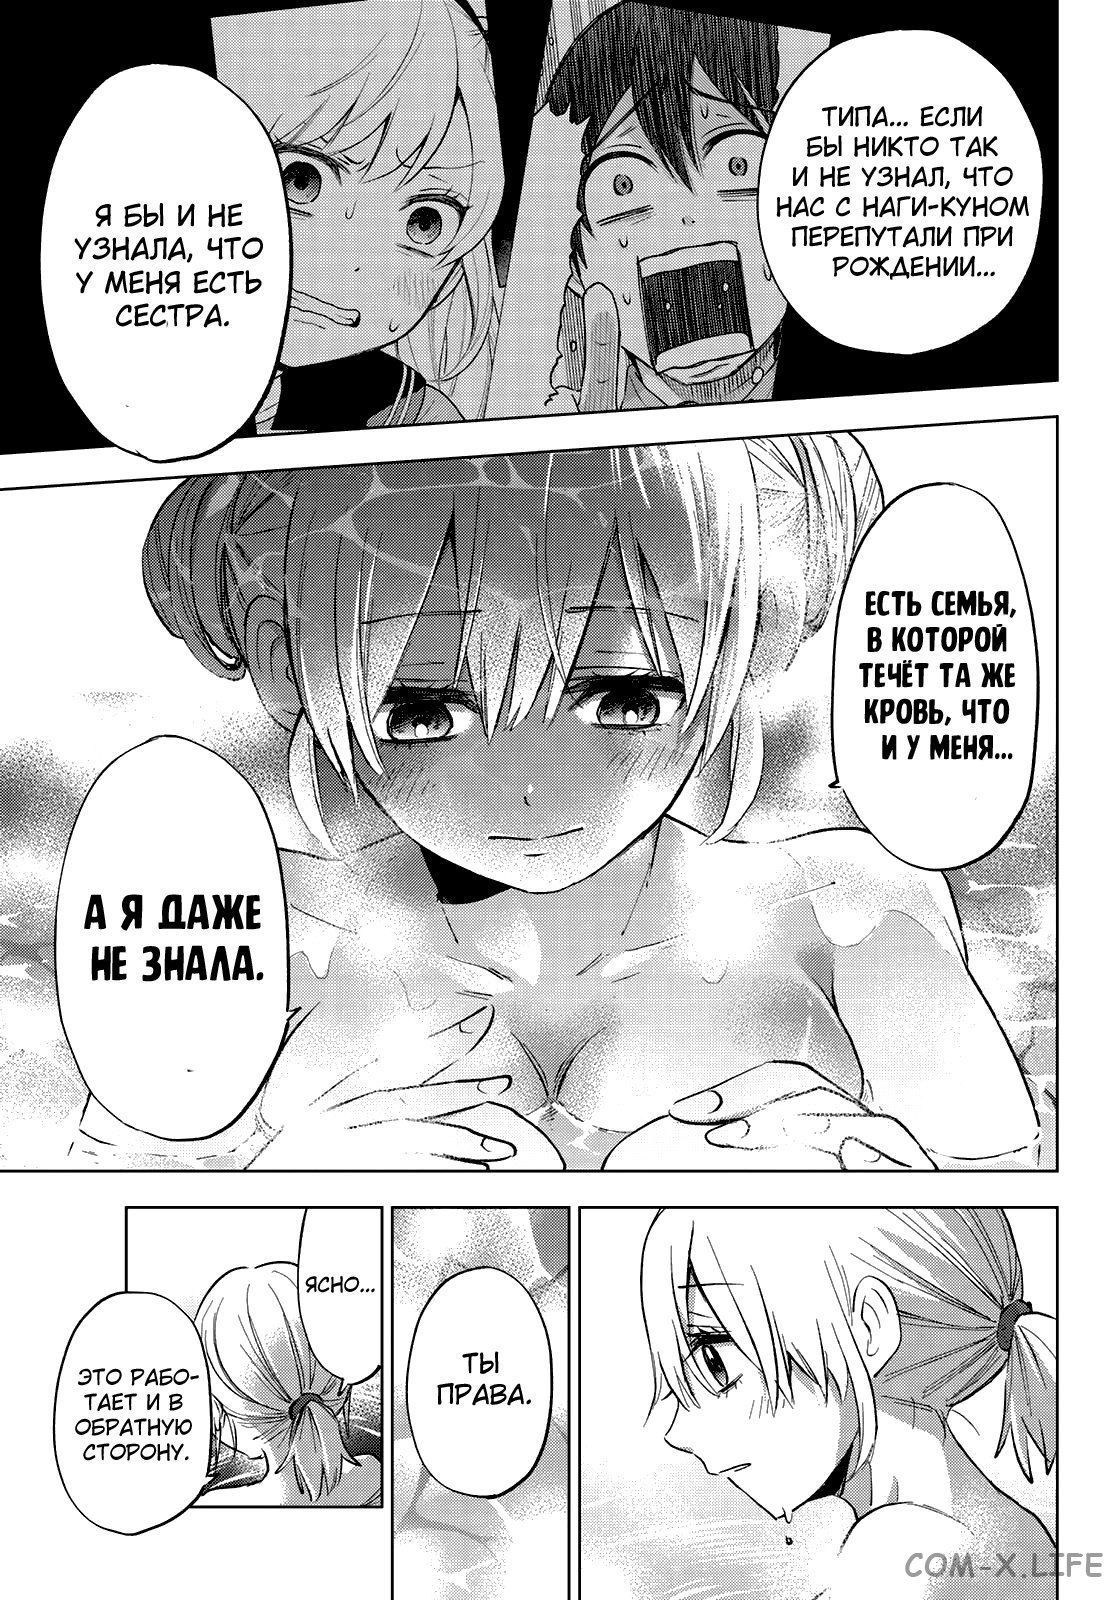 ТИПА... ЕСЛИ
БЫ НИКТО ТАК
И НЕ УЗНАЛ, ЧТО
НАС С НАГИ-КУНОМ
ПЕРЕПУТАЛИ ПРИ
РОЖДЕНИИ...
Я БЫ И НЕ
УЗНАЛА, ЧТО
У МЕНЯ ЕСТЬ
СЕСТРА.
ЕСТЬ СЕМЬЯ,
В КОТОРОЙ
ТЕЧЁТ ТА ЖЕ
КРОВЬ, ЧТО
И У МЕНЯ...
А Я ДАЖЕ
НЕ ЗНАЛА.
ТЫ
ПРАВА.
ЯСНО...
ЭТО РАБО-
ТАЕТ И В
ОБРАТНУЮ
СТОРОНУ.
COM-X.LIFE